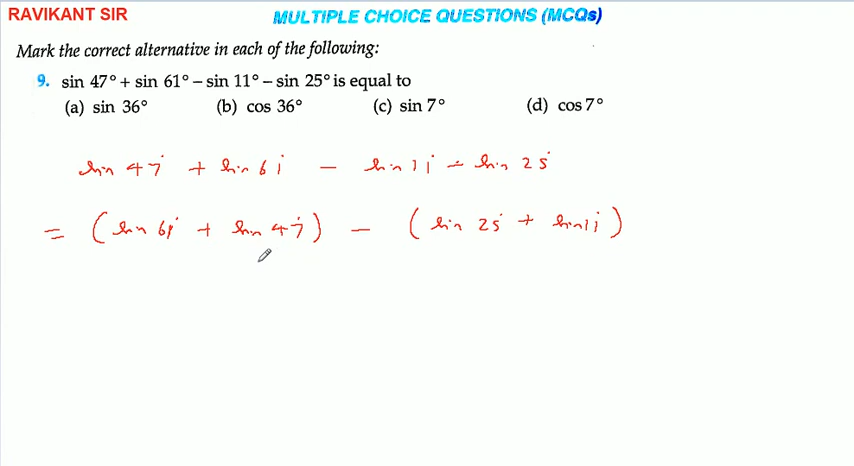 RAVIKANT SIR
MULTIPLE CHOICE QUESTIONS (MCQs)
Mark the correct alternative in each of the following:
9. sin 47° + sin 61° – sin 11° – sin 25° is equal to
(a) sin 36° (b) cos 36° (c) sin 7° (d) cos 7°
sin 47° + sin 61° – sin 11° – sin 25°
= (sin 61° + sin 47°) – (sin 25° + sin 11°)